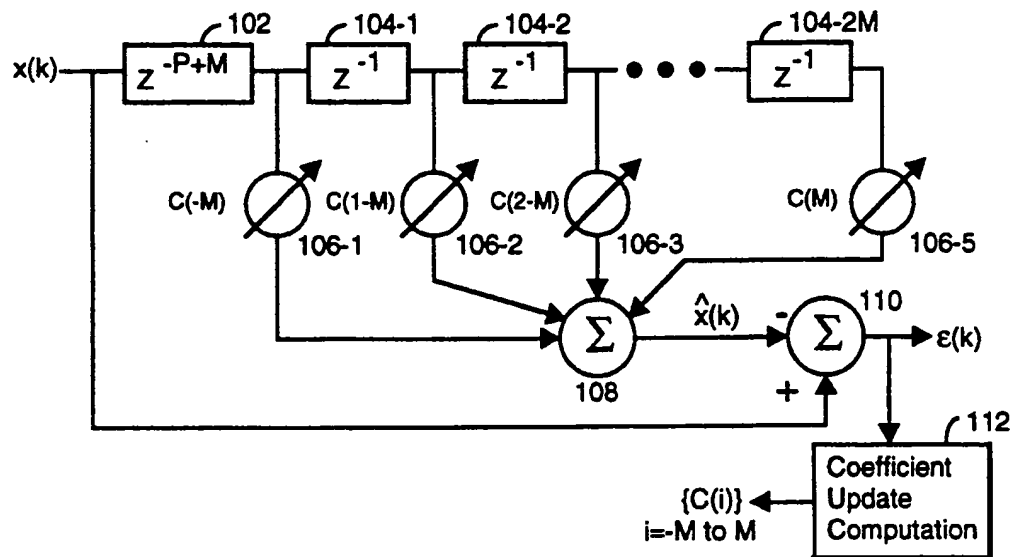 102
104-1
104-2
104-2M
x(k)
z^-P+M
z^-1
z^-1
z^-1
C(-M)
C(1-M)
C(2-M)
C(M)
106-1
106-2
106-3
106-5
x̂(k)
-
110
Σ
Σ
ε(k)
108
+
112
Coefficient
Update
Computation
{C(i)}
i=-M to M